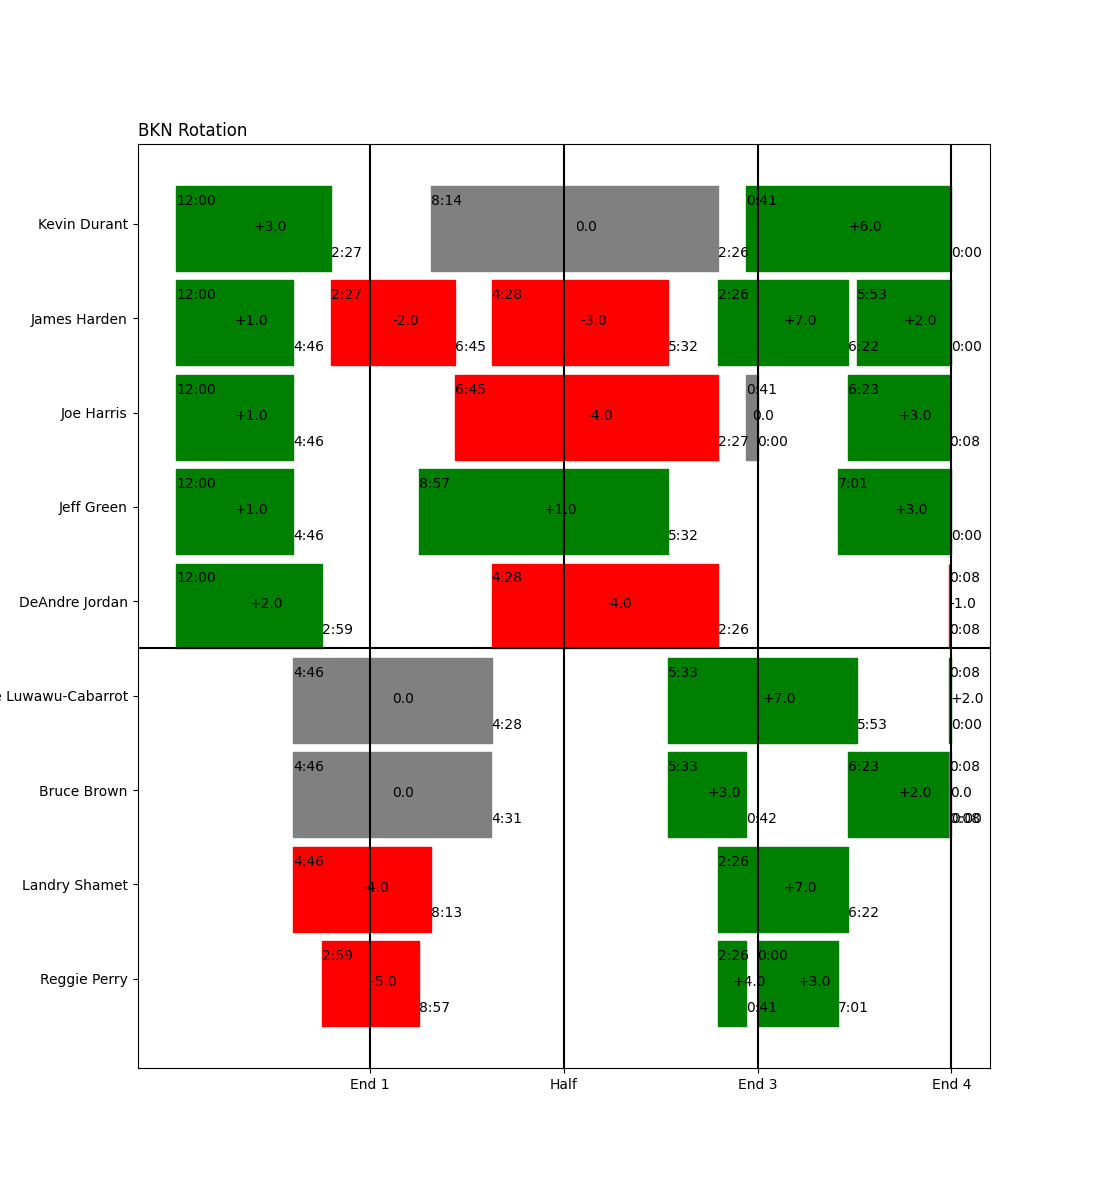 BKN Rotation
Kevin Durant 12:00 +3.0 2:27 8:14 0.0 2:26 0:41 +6.0 0:00
James Harden 12:00 +1.0 4:46 2:27 -2.0 6:45 4:28 -3.0 5:32 2:26 +7.0 6:22 5:53 +2.0 0:00
Joe Harris 12:00 +1.0 4:46 6:45 -4.0 2:27 0:41 0.0 0:00 6:23 +3.0 0:08
Jeff Green 12:00 +1.0 4:46 8:57 +1.0 5:32 7:01 +3.0 0:00
DeAndre Jordan 12:00 +2.0 2:59 4:28 -4.0 2:26 0:08 -1.0 0:08
Luwawu-Cabarrot 4:46 0.0 4:28 5:33 +7.0 5:53 0:08 +2.0 0:00
Bruce Brown 4:46 0.0 4:31 5:33 +3.0 0:42 6:23 +2.0 0:08 0:08 0.0 0:00
Landry Shamet 4:46 -4.0 8:13 2:26 +7.0 6:22
Reggie Perry 2:59 -5.0 8:57 2:26 +4.0 0:41 0:00 +3.0 7:01
End 1 Half End 3 End 4